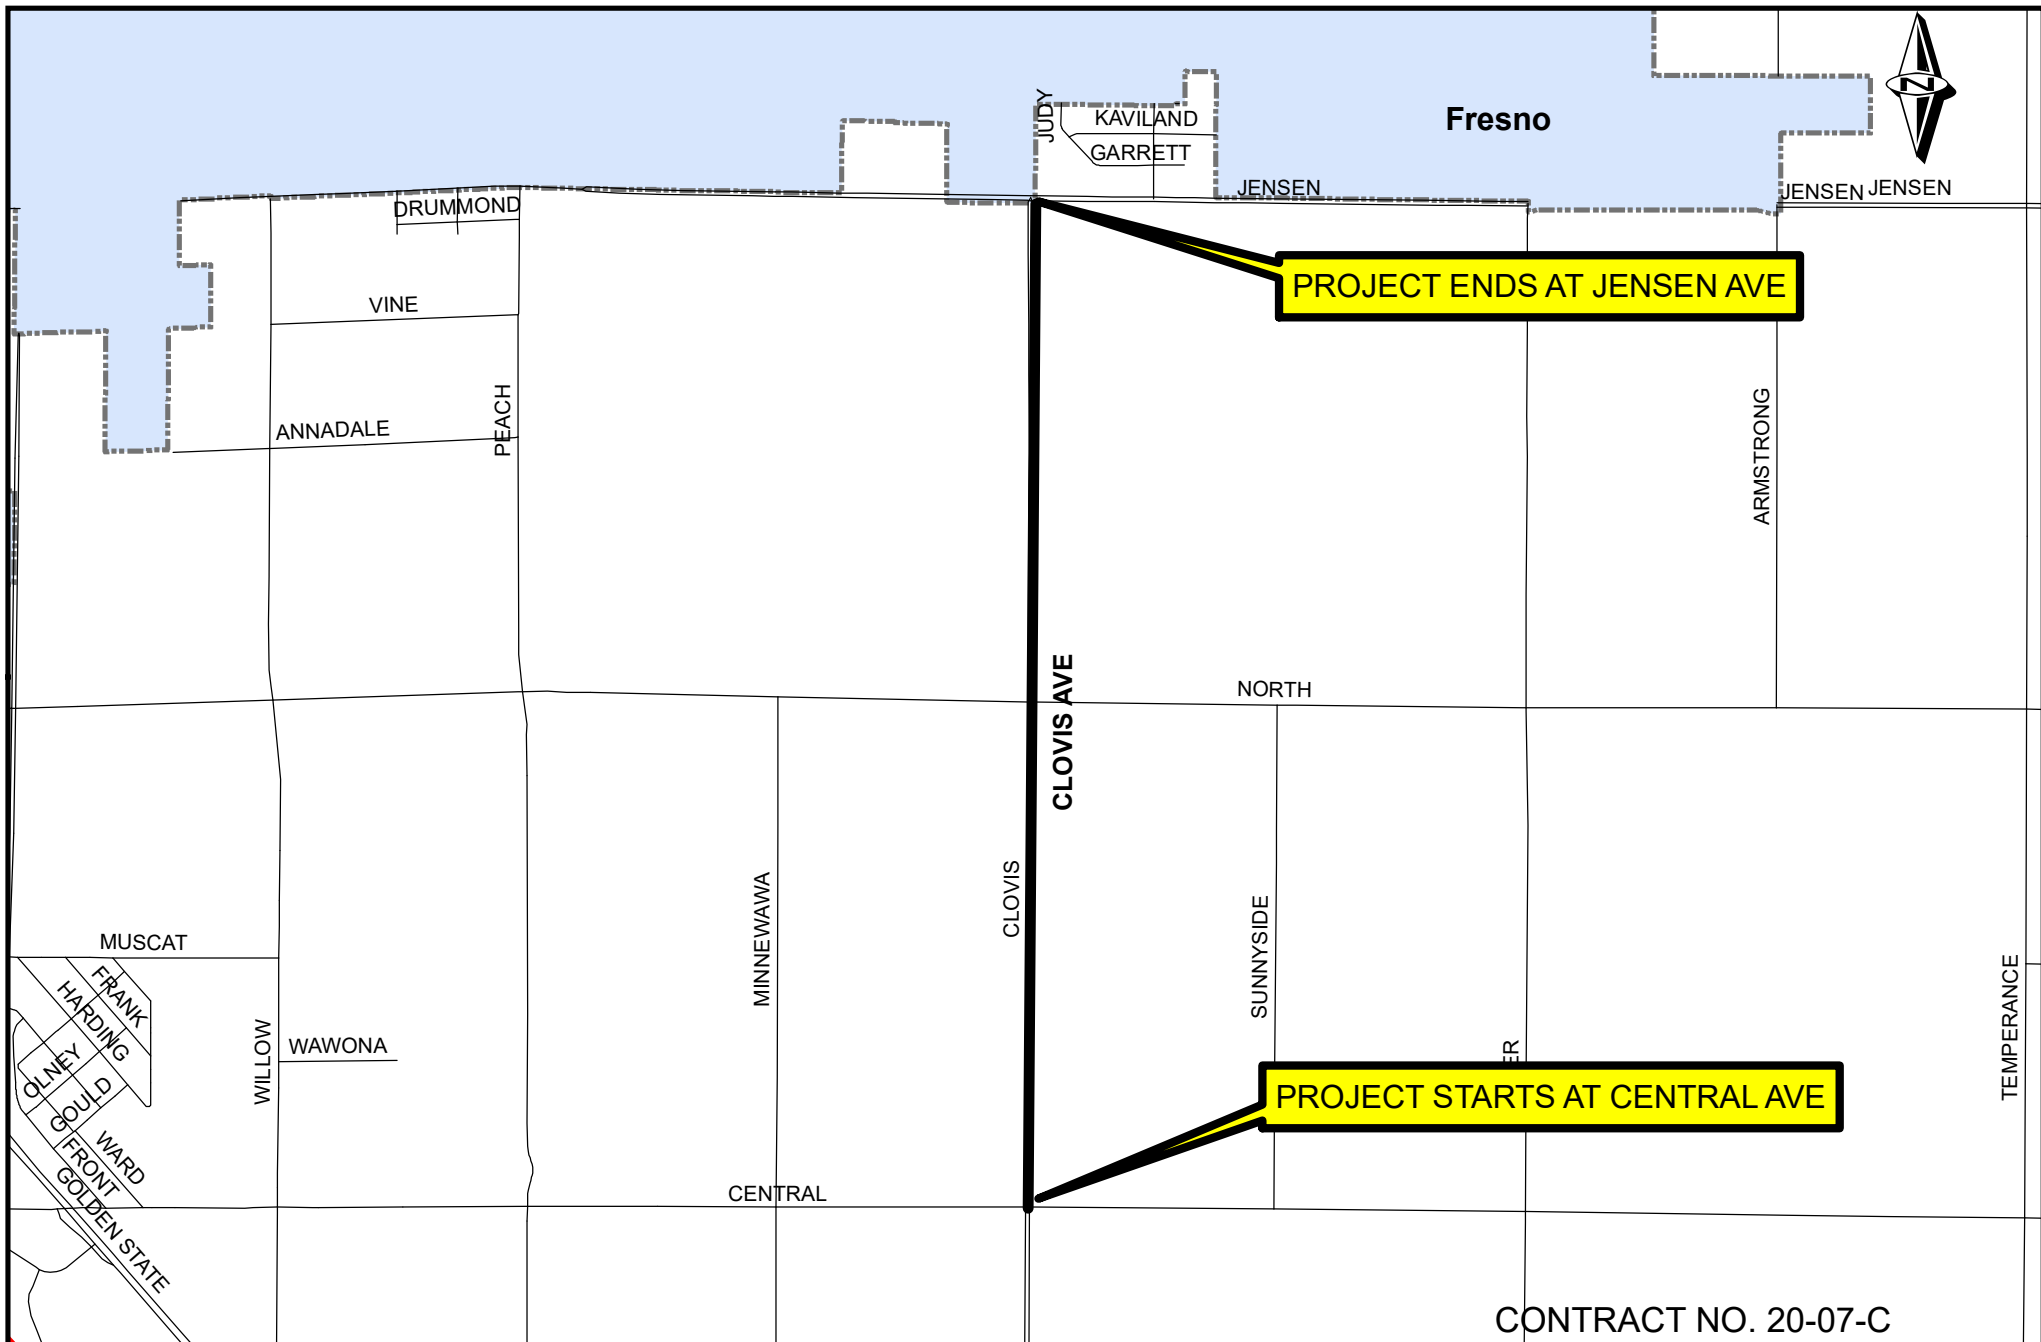 JUDY
KAVILAND
GARRETT
Fresno
N
JENSEN
JENSEN
JENSEN
DRUMMOND
PROJECT ENDS AT JENSEN AVE
VINE
PEACH
ANNADALE
ARMSTRONG
NORTH
CLOVIS AVE
CLOVIS
MINNEWAWA
SUNNYSIDE
MUSCAT
FRANK
HARDING
WILLOW
WAWONA
TEMPERANCE
OLNEY
GOULD
ER
PROJECT STARTS AT CENTRAL AVE
WARD
FRONT
GOLDEN STATE
CENTRAL
CONTRACT NO. 20-07-C